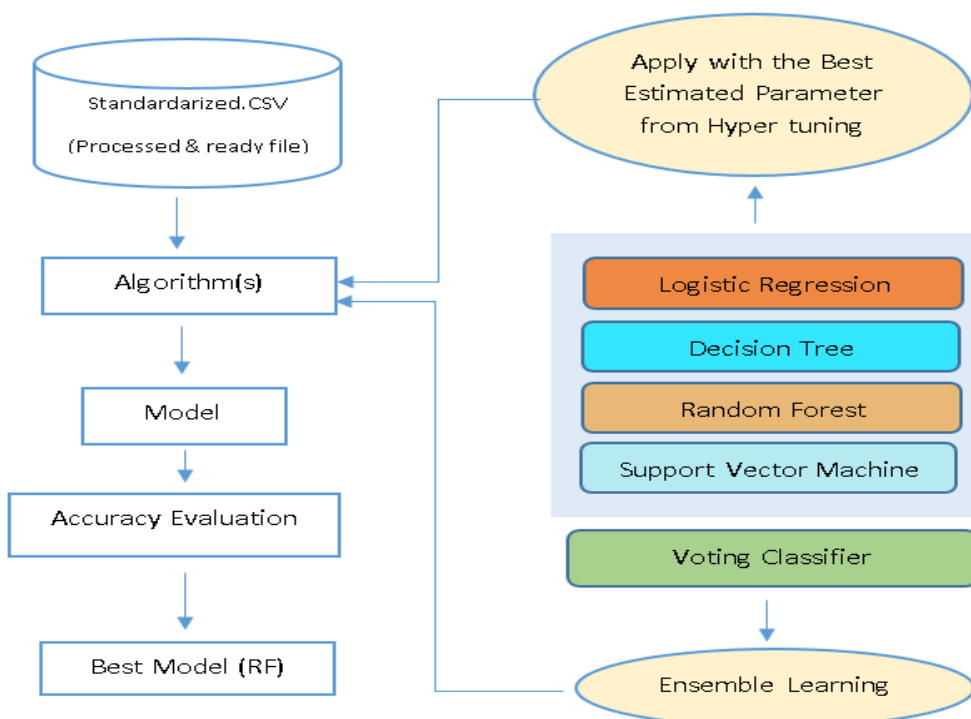 Standardarized.CSV
(Processed & ready file)
Algorithm(s)
Model
Accuracy Evaluation
Best Model (RF)
Apply with the Best
Estimated Parameter
from Hyper tuning
Logistic Regression
Decision Tree
Random Forest
Support Vector Machine
Voting Classifier
Ensemble Learning